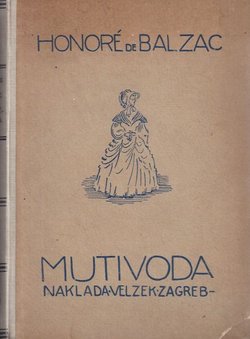 HONORÉ DE BALZAC
MUTIVODA
NAKLADA·VELZEK·ZAGREB-